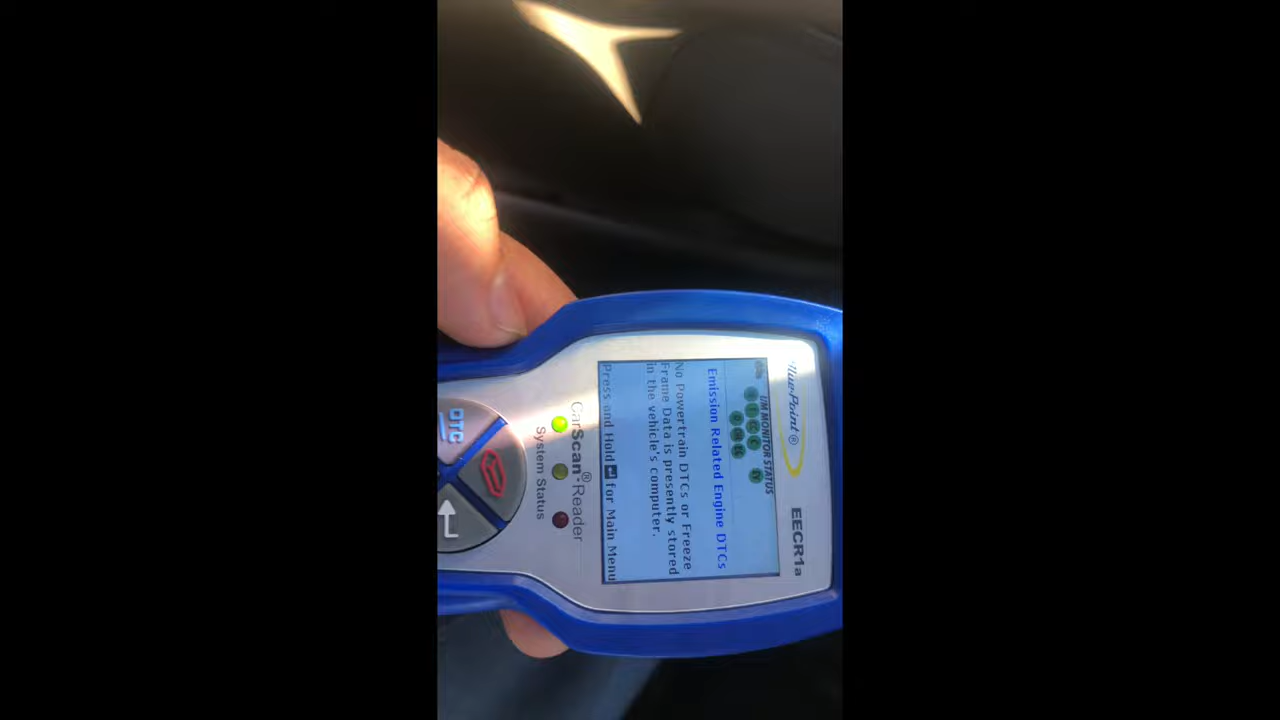 BluePoint®
EECR1a
I/M MONITOR STATUS
Emission Related Engine DTCs
No Powertrain DTCs or Freeze
Frame Data is presently stored
in the vehicle's computer.
Press and Hold ↵ for Main Menu
CarScan® Reader
System Status
DTC